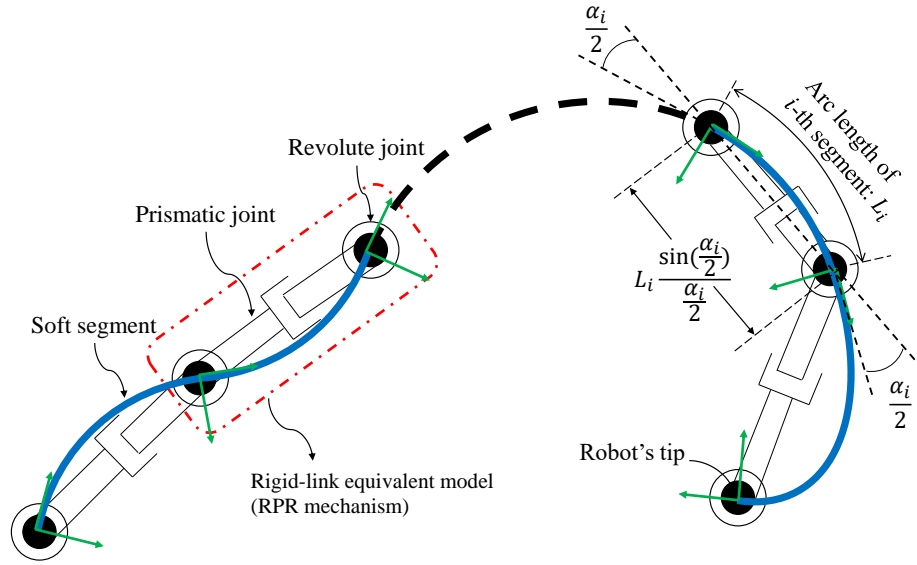 α_i/2
Arc length of
i-th segment: L_i
Revolute joint
Prismatic joint
L_i sin(α_i/2)/(α_i/2)
Soft segment
α_i/2
Robot's tip
Rigid-link equivalent model
(RPR mechanism)